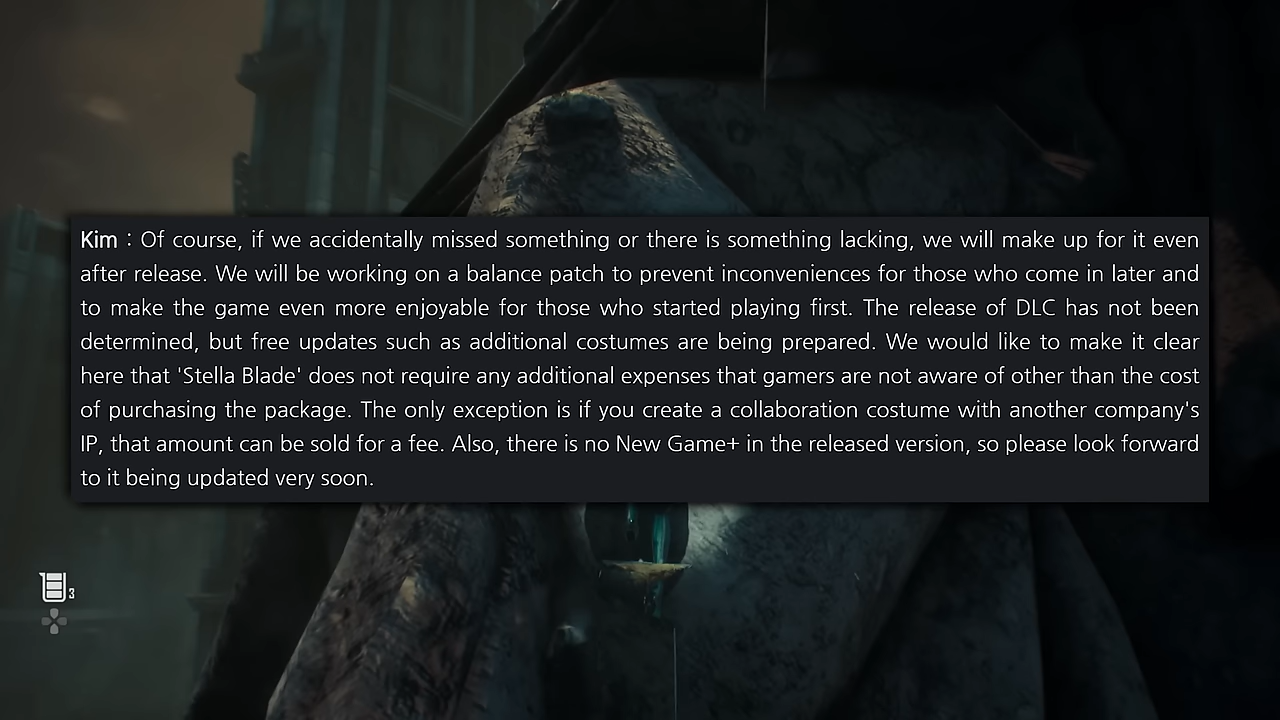 Kim : Of course, if we accidentally missed something or there is something lacking, we will make up for it even
after release. We will be working on a balance patch to prevent inconveniences for those who come in later and
to make the game even more enjoyable for those who started playing first. The release of DLC has not been
determined, but free updates such as additional costumes are being prepared. We would like to make it clear
here that 'Stella Blade' does not require any additional expenses that gamers are not aware of other than the cost
of purchasing the package. The only exception is if you create a collaboration costume with another company's
IP, that amount can be sold for a fee. Also, there is no New Game+ in the released version, so please look forward
to it being updated very soon.
3